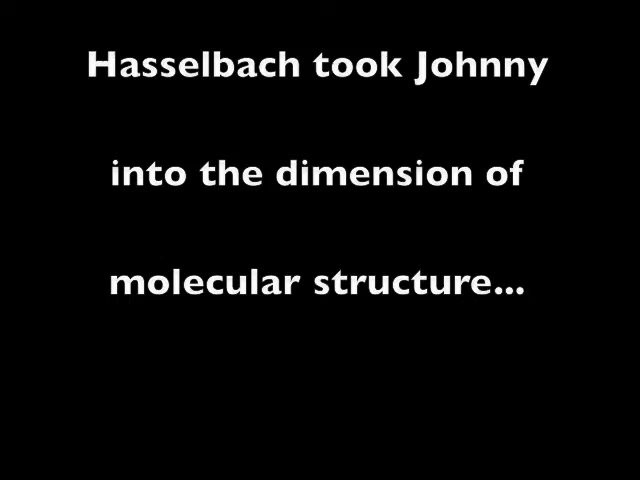 Hasselbach took Johnny
into the dimension of
molecular structure...